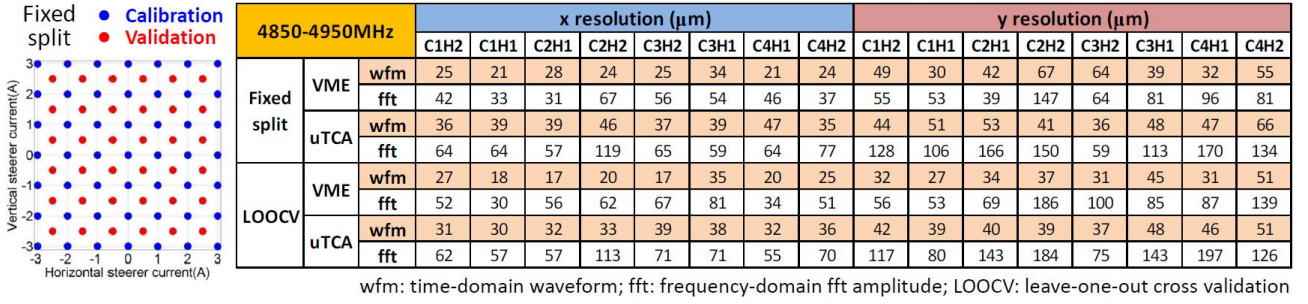 Fixed split
Calibration
Validation
3
2
1
0
-1
-2
-3
-3 -2 -1 0 1 2 3
Vertical steerer current(A)
Horizontal steerer current(A)
4850-4950MHz x resolution (μm) y resolution (μm)
C1H2 C1H1 C2H1 C2H2 C3H2 C3H1 C4H1 C4H2 C1H2 C1H1 C2H1 C2H2 C3H2 C3H1 C4H1 C4H2
Fixed split VME wfm 25 21 28 24 25 34 21 24 49 30 42 67 64 39 32 55
fft 42 33 31 67 56 54 46 37 55 53 39 147 64 81 96 81
uTCA wfm 36 39 39 46 37 39 47 35 44 51 53 41 36 48 47 66
fft 64 64 57 119 65 59 64 77 128 106 166 150 59 113 170 134
LOOCV VME wfm 27 18 17 20 17 35 20 25 32 27 34 37 31 45 31 51
fft 52 30 56 62 67 81 34 51 56 53 69 186 100 85 87 139
uTCA wfm 31 30 32 33 39 38 32 36 42 39 40 39 37 48 46 51
fft 62 57 57 113 71 71 55 70 117 80 143 184 75 143 197 126
wfm: time-domain waveform; fft: frequency-domain fft amplitude; LOOCV: leave-one-out cross validation